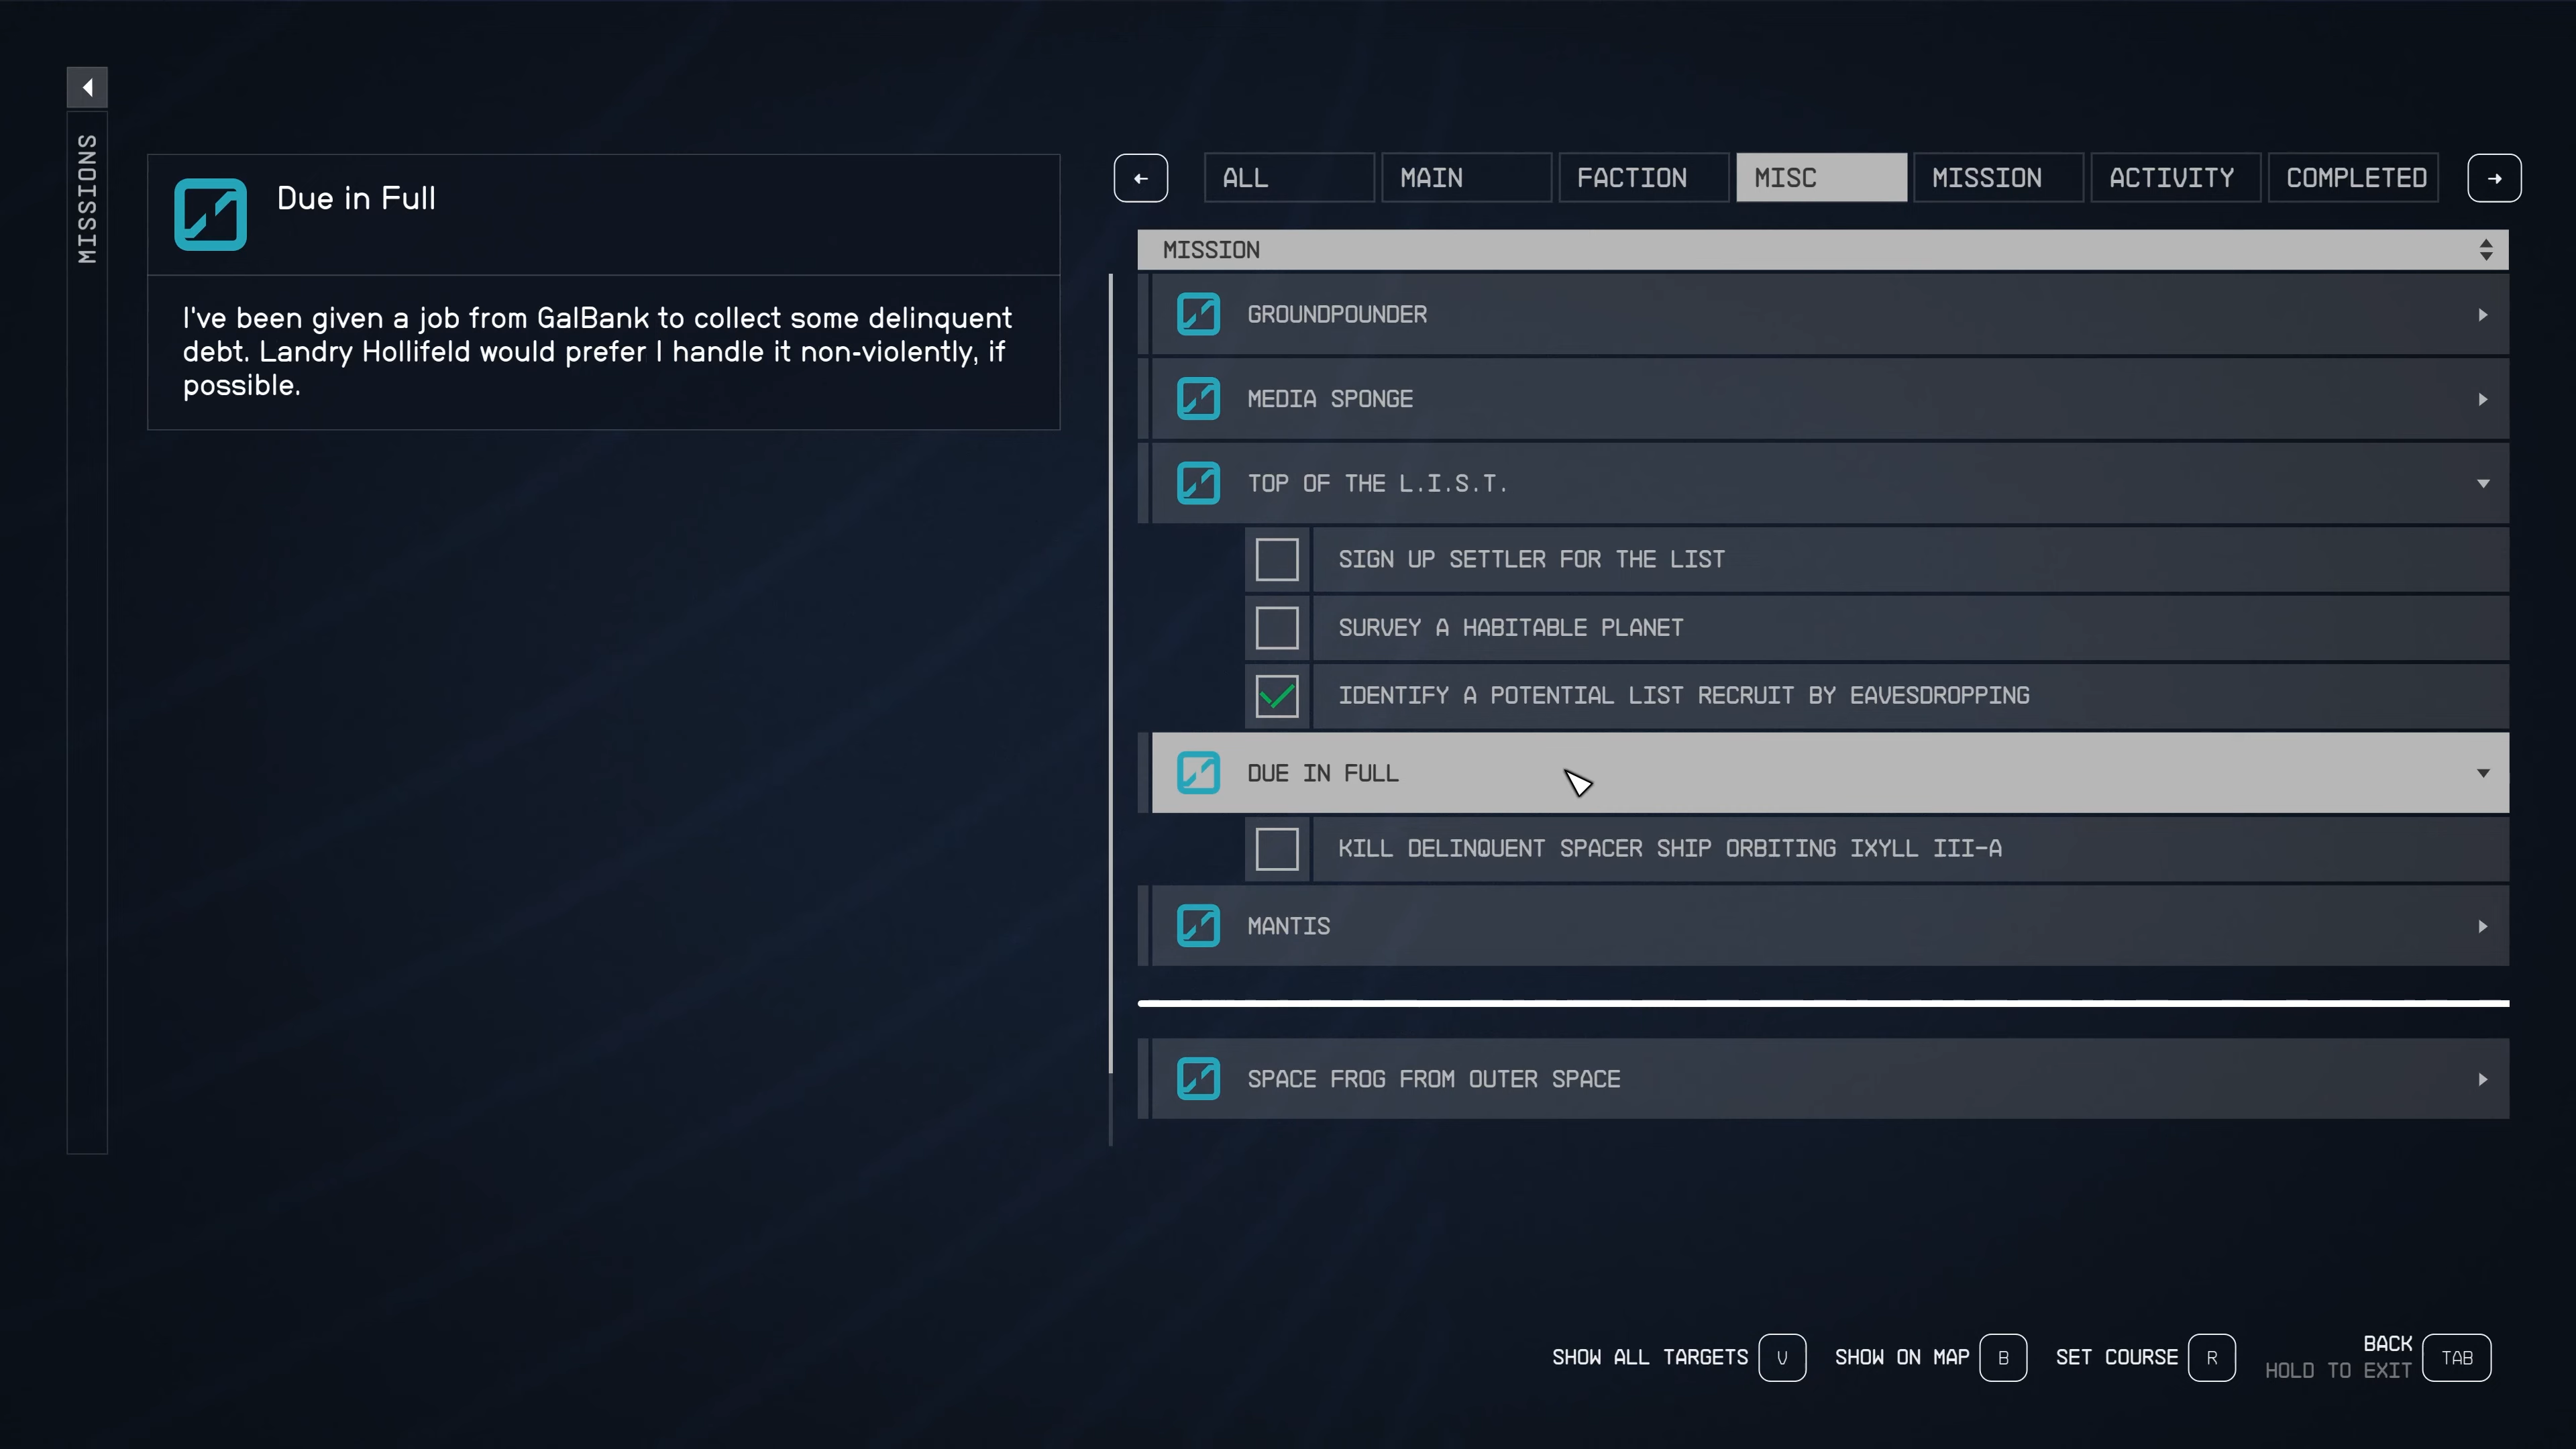 MISSIONS
Due in Full
I've been given a job from GalBank to collect some delinquent
debt. Landry Hollifeld would prefer I handle it non-violently, if
possible.
ALL MAIN FACTION MISC MISSION ACTIVITY COMPLETED
MISSION
GROUNDPOUNDER
MEDIA SPONGE
TOP OF THE L.I.S.T.
SIGN UP SETTLER FOR THE LIST
SURVEY A HABITABLE PLANET
IDENTIFY A POTENTIAL LIST RECRUIT BY EAVESDROPPING
DUE IN FULL
KILL DELINQUENT SPACER SHIP ORBITING IXYLL III-A
MANTIS
SPACE FROG FROM OUTER SPACE
SHOW ALL TARGETS V SHOW ON MAP B SET COURSE R BACK TAB
HOLD TO EXIT